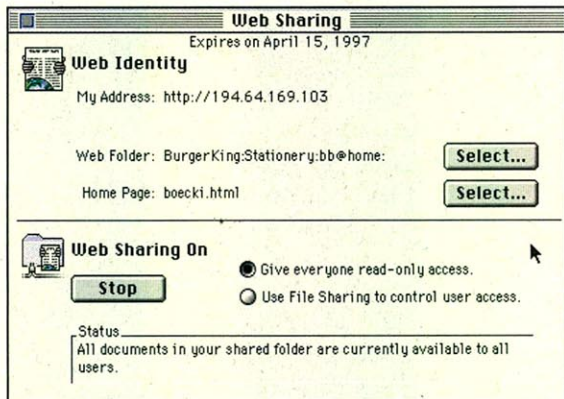 Web Sharing
Expires on April 15, 1997
Web Identity
My Address: http://194.64.169.103
Web Folder: BurgerKing:Stationery:bb@home:
Select...
Home Page: boecki.html
Select...
Web Sharing On
Give everyone read-only access.
Stop
Use File Sharing to control user access.
Status
All documents in your shared folder are currently available to all
users.